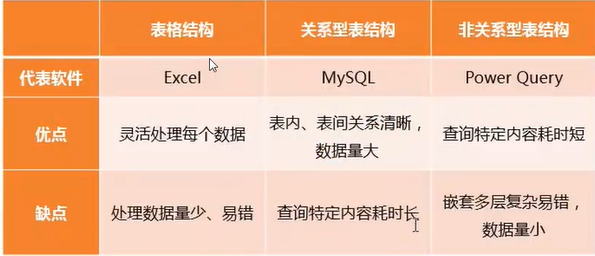 表格结构 关系型表结构 非关系型表结构
代表软件 Excel MySQL Power Query
优点 灵活处理每个数据 表内、表间关系清晰，
数据量大 查询特定内容耗时短
缺点 处理数据量少、易错 查询特定内容耗时长 嵌套多层复杂易错，
数据量小